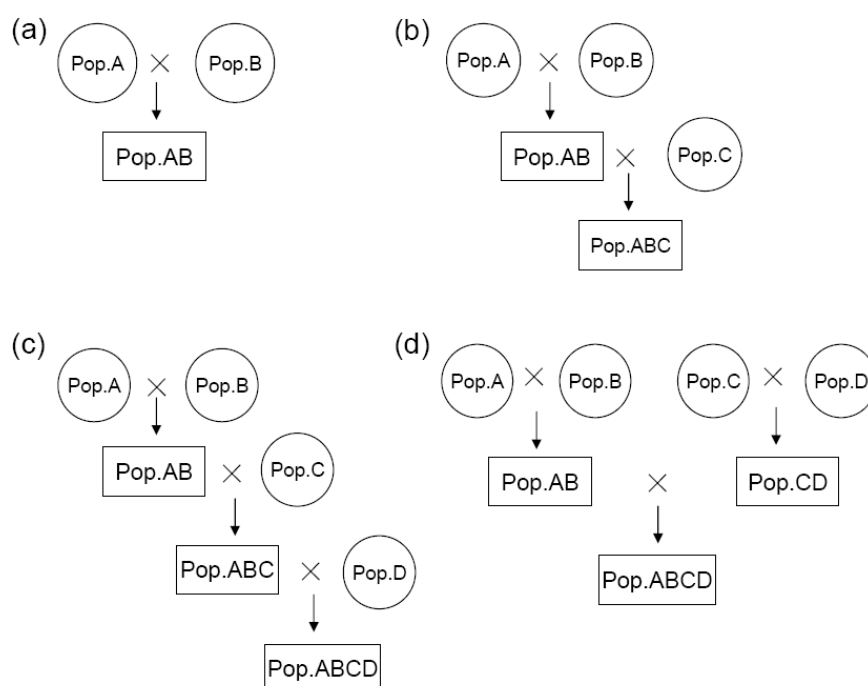 (a)
Pop.A × Pop.B
Pop.AB
(b)
Pop.A × Pop.B
Pop.AB × Pop.C
Pop.ABC
(c)
Pop.A × Pop.B
Pop.AB × Pop.C
Pop.ABC × Pop.D
Pop.ABCD
(d)
Pop.A × Pop.B Pop.C × Pop.D
Pop.AB × Pop.CD
Pop.ABCD